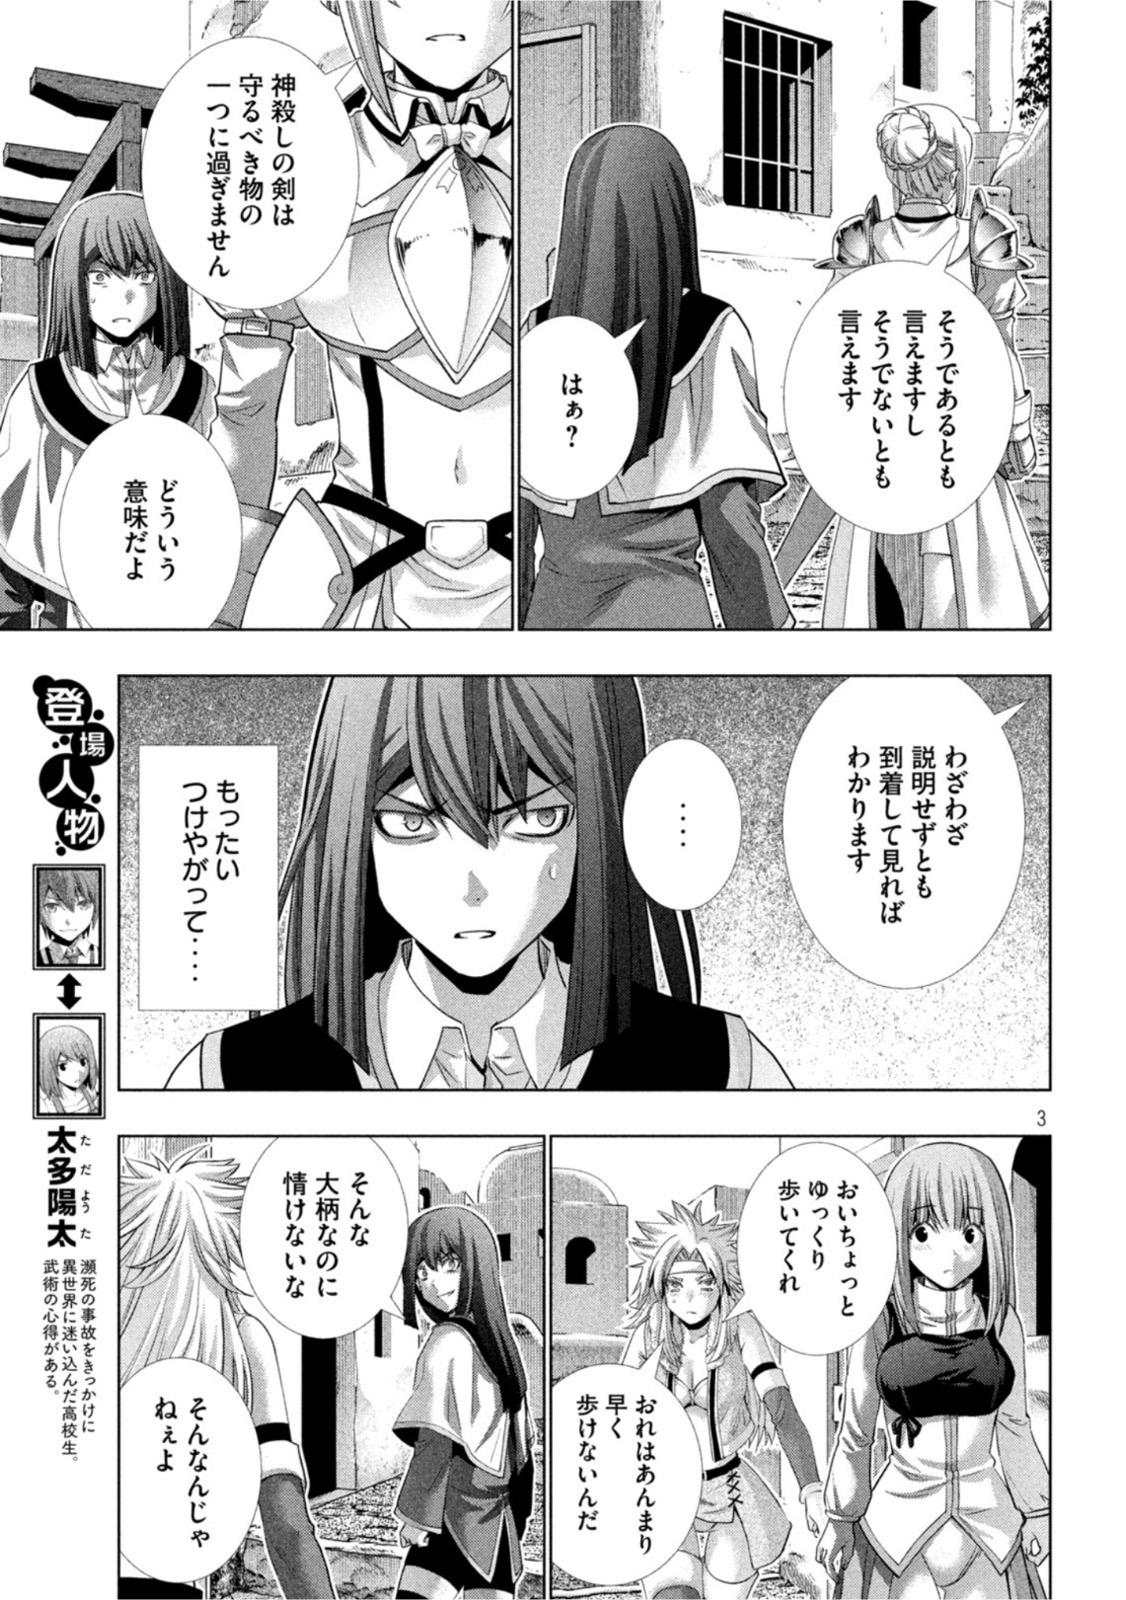 そうであるとも
言えますし
そうでないとも
言えます
はぁ？
神殺しの剣は
守るべき物の
一つに過ぎません
どういう
意味だよ
わざわざ
説明せずとも
到着して見れば
わかります
‥‥
もったい
つけやがって‥‥
3
おいちょっと
ゆっくり
歩いてくれ
おれはあんまり
早く
歩けないんだ
そんな
大柄なのに
情けないな
そんなんじゃ
ねぇよ
登場人物
太多陽太
ただようた
瀕死の事故をきっかけに
異世界に迷い込んだ高校生。
武術の心得がある。